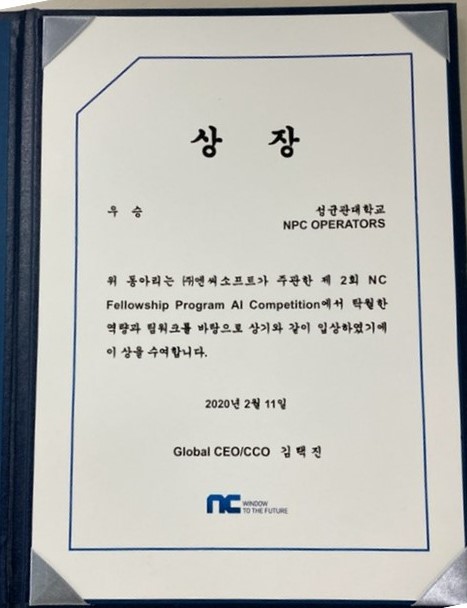 상 장
우 승
성균관대학교
NPC OPERATORS
위 동아리는 ㈜엔씨소프트가 주관한 제 2회 NC
Fellowship Program AI Competition에서 탁월한
역량과 팀워크를 바탕으로 상기와 같이 입상하였기에
이 상을 수여합니다.
2020년 2월 11일
Global CEO/CCO 김 택 진
NC WINDOW
TO THE FUTURE